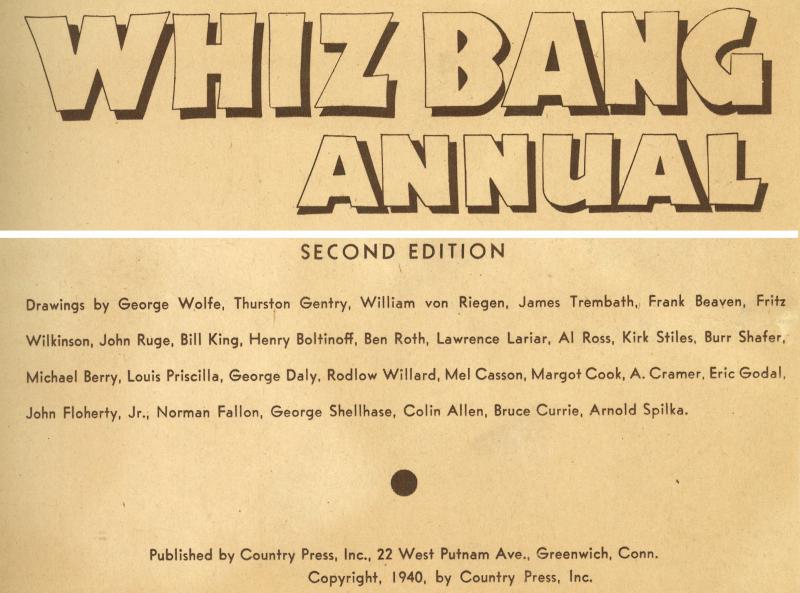 WHIZ BANG
ANNUAL
SECOND EDITION
Drawings by George Wolfe, Thurston Gentry, William von Riegen, James Trembath, Frank Beaven, Fritz
Wilkinson, John Ruge, Bill King, Henry Boltinoff, Ben Roth, Lawrence Lariar, Al Ross, Kirk Stiles, Burr Shafer,
Michael Berry, Louis Priscilla, George Daly, Rodlow Willard, Mel Casson, Margot Cook, A. Cramer, Eric Godal,
John Floherty, Jr., Norman Fallon, George Shellhase, Colin Allen, Bruce Currie, Arnold Spilka.
Published by Country Press, Inc., 22 West Putnam Ave., Greenwich, Conn.
Copyright, 1940, by Country Press, Inc.